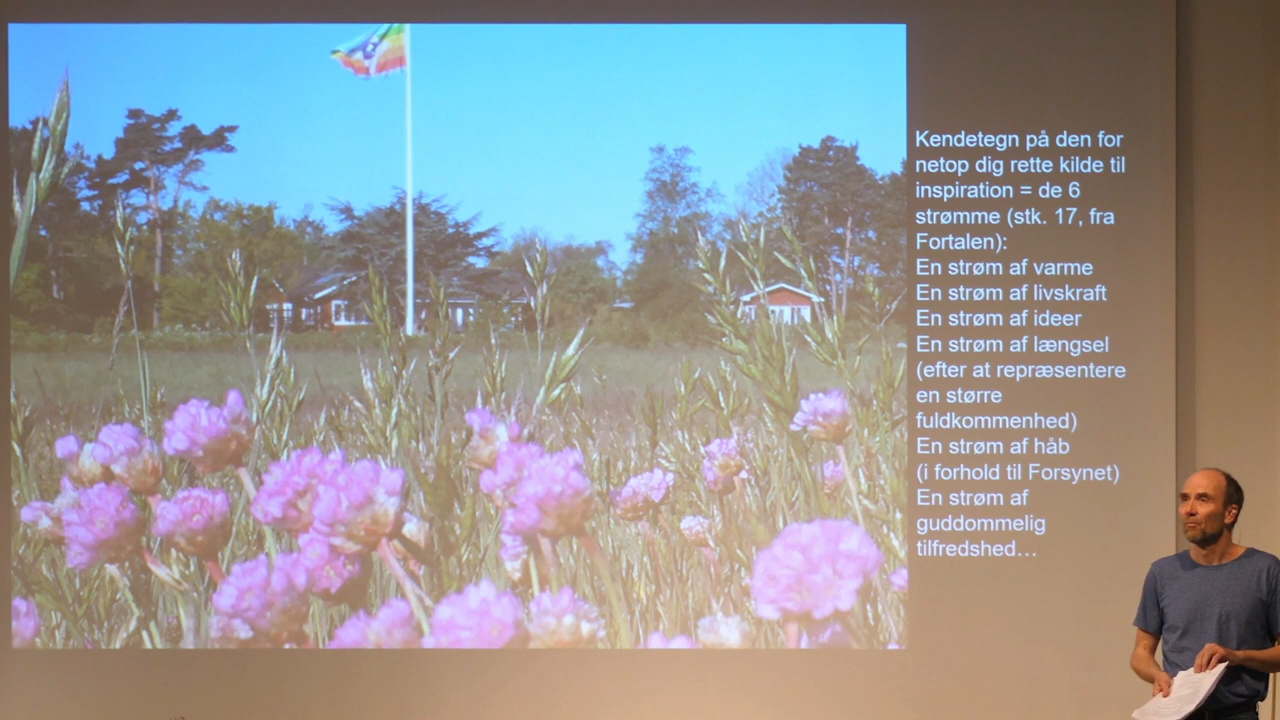 Kendetegn på den for
netop dig rette kilde til
inspiration = de 6
strømme (stk. 17, fra
Fortalen):
En strøm af varme
En strøm af livskraft
En strøm af ideer
En strøm af længsel
(efter at repræsentere
en større
fuldkommenhed)
En strøm af håb
(i forhold til Forsynet)
En strøm af
guddommelig
tilfredshed…